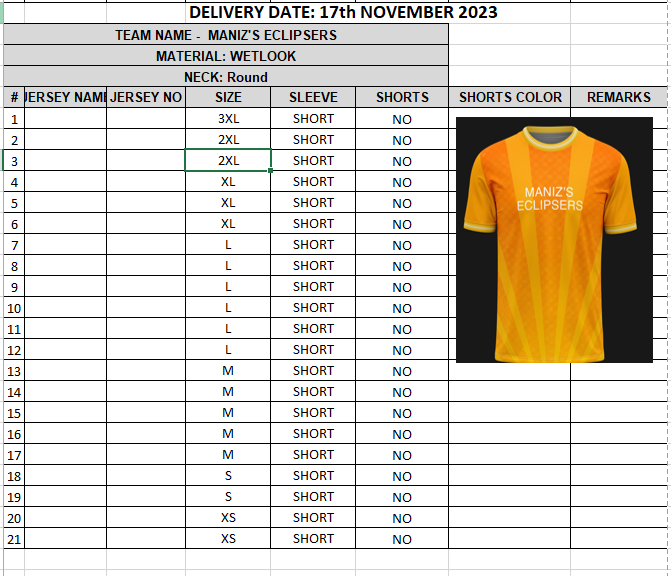 DELIVERY DATE: 17th NOVEMBER 2023
TEAM NAME - MANIZ'S ECLIPSERS
MATERIAL: WETLOOK
NECK: Round
# JERSEY NAME JERSEY NO SIZE SLEEVE SHORTS SHORTS COLOR REMARKS
1 3XL SHORT NO
2 2XL SHORT NO
3 2XL SHORT NO
4 XL SHORT NO
5 XL SHORT NO
6 XL SHORT NO
7 L SHORT NO
8 L SHORT NO
9 L SHORT NO
10 L SHORT NO
11 L SHORT NO
12 L SHORT NO
13 M SHORT NO
14 M SHORT NO
15 M SHORT NO
16 M SHORT NO
17 M SHORT NO
18 S SHORT NO
19 S SHORT NO
20 XS SHORT NO
21 XS SHORT NO
MANIZ'S
ECLIPSERS